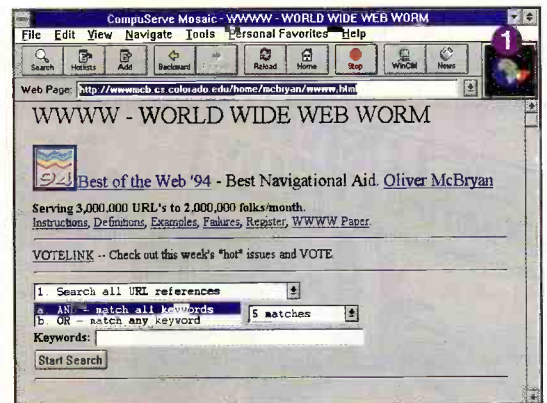 CompuServe Mosaic - WWWW - WORLD WIDE WEB WORM
File Edit View Navigate Tools Personal Favorites Help
1
Search Hotlists Add Backward Reload Home Stop WinCIM News
Web Page: http://wwwmcb.cs.colorado.edu/home/mcbryan/wwww.html
WWWW - WORLD WIDE WEB WORM
94 Best of the Web '94 - Best Navigational Aid. Oliver McBryan
Serving 3,000,000 URL's to 2,000,000 folks/month.
Instructions, Definitions, Examples, Failures, Register, WWWW Paper.
VOTELINK -- Check out this week's "hot" issues and VOTE.
1. Search all URL references
a. AND - match all keywords
b. OR - match any keyword
5 matches
Keywords:
Start Search